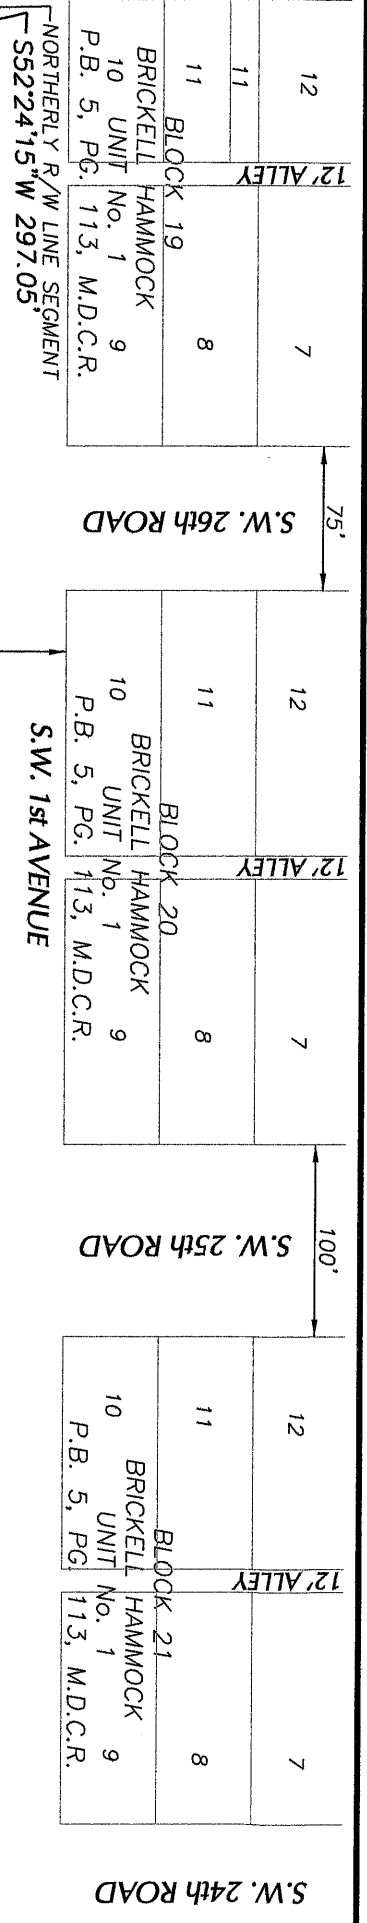 12
11
11
BLOCK 19
BRICKELL HAMMOCK
10 UNIT No. 1 9
P.B. 5, PG. 113, M.D.C.R.
12' ALLEY
7
8
NORTHERLY R/W LINE SEGMENT
S52°24'15"W 297.05'
75'
S.W. 26th ROAD
12
11
BLOCK 20
BRICKELL HAMMOCK
10 UNIT No. 1 9
P.B. 5, PG. 113, M.D.C.R.
12' ALLEY
7
8
S.W. 1st AVENUE
100'
S.W. 25th ROAD
12
11
BLOCK 21
BRICKELL HAMMOCK
10 UNIT No. 1 9
P.B. 5, PG 113, M.D.C.R.
12' ALLEY
7
8
S.W. 24th ROAD